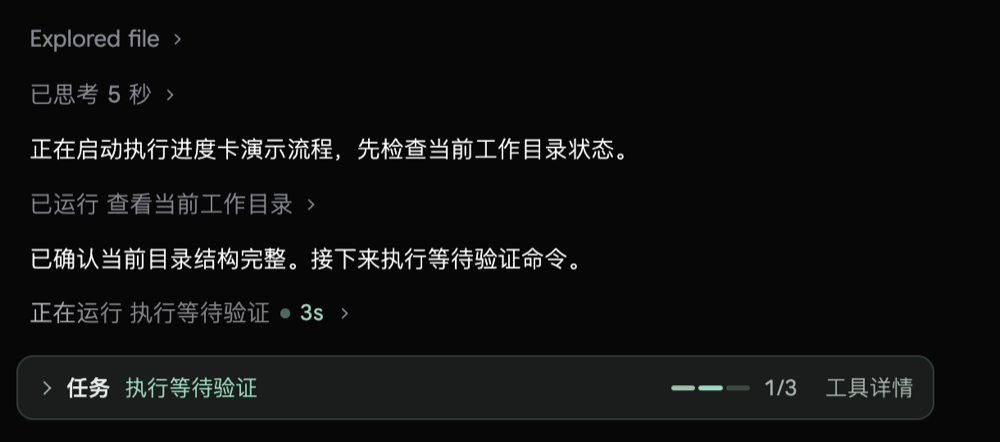 Explored file
已思考 5 秒
正在启动执行进度卡演示流程，先检查当前工作目录状态。
已运行 查看当前工作目录
已确认当前目录结构完整。接下来执行等待验证命令。
正在运行 执行等待验证 3s
任务 执行等待验证 1/3 工具详情